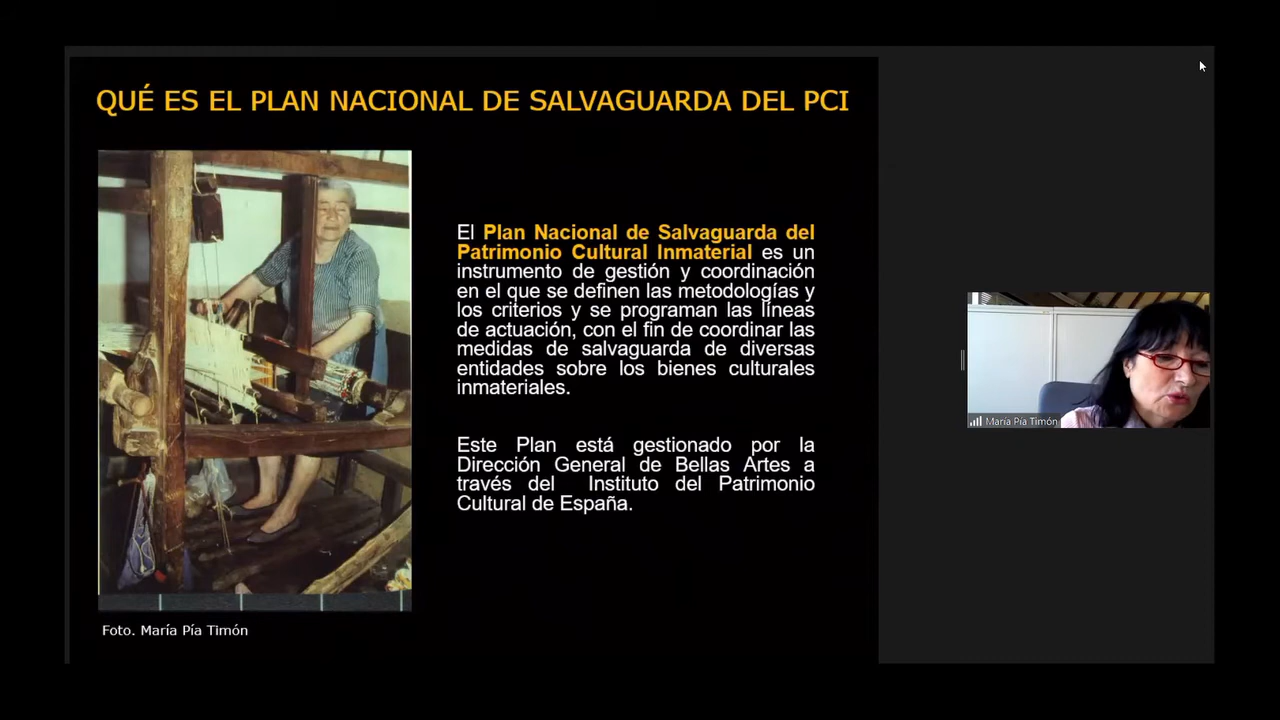 QUÉ ES EL PLAN NACIONAL DE SALVAGUARDA DEL PCI
El Plan Nacional de Salvaguarda del
Patrimonio Cultural Inmaterial es un
instrumento de gestión y coordinación
en el que se definen las metodologías y
los criterios y se programan las líneas
de actuación, con el fin de coordinar las
medidas de salvaguarda de diversas
entidades sobre los bienes culturales
inmateriales.
Este Plan está gestionado por la
Dirección General de Bellas Artes a
través del Instituto del Patrimonio
Cultural de España.
Foto. María Pía Timón
María Pía Timón